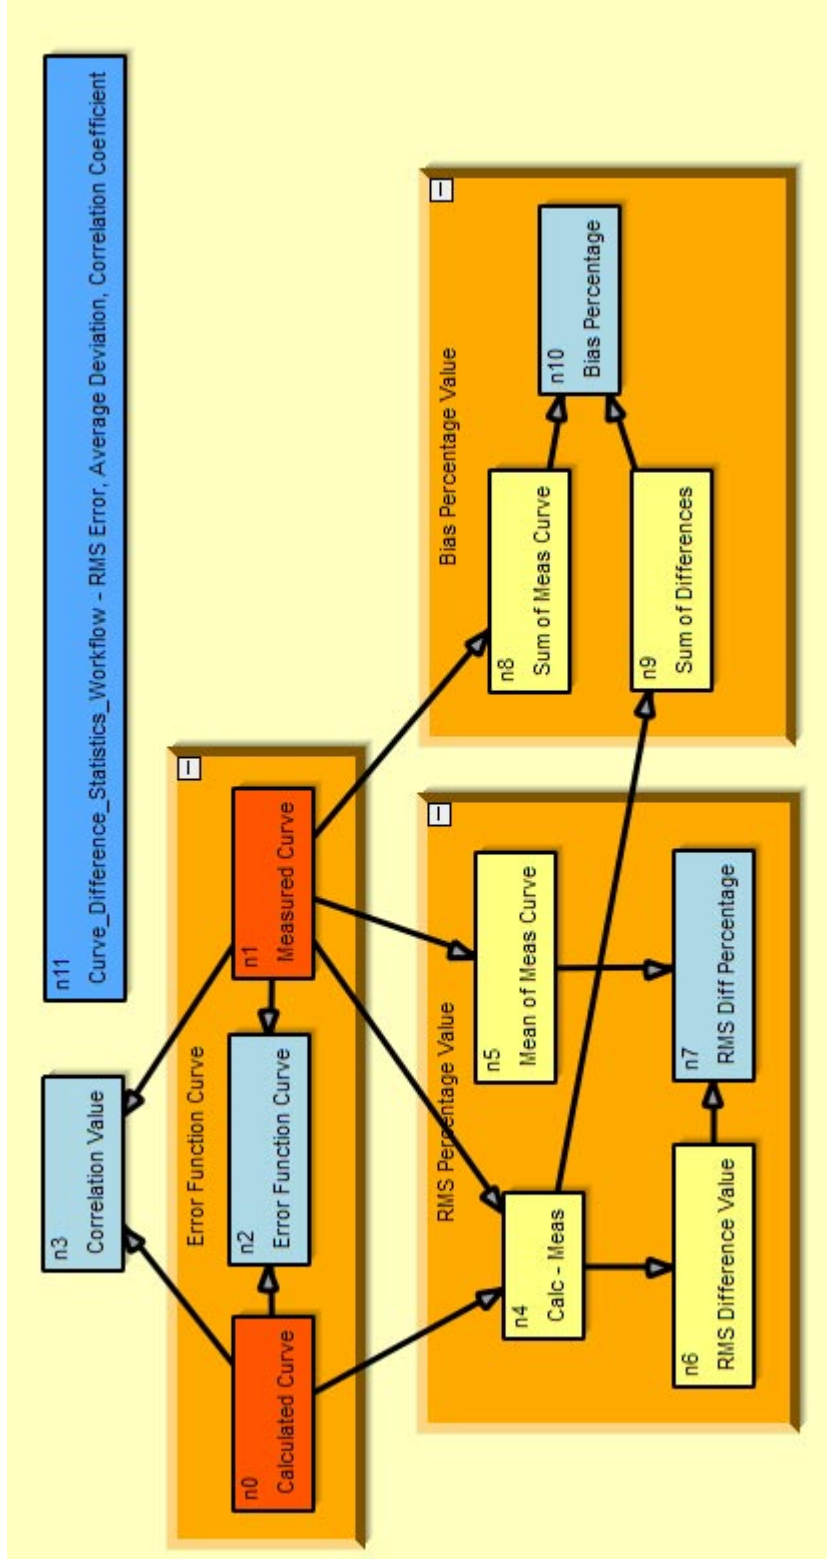 n11
Curve_Difference_Statistics_Workflow - RMS Error, Average Deviation, Correlation Coefficient
n3
Correlation Value
Error Function Curve
n0
Calculated Curve
n2
Error Function Curve
n1
Measured Curve
RMS Percentage Value
n4
Calc - Meas
n5
Mean of Meas Curve
n6
RMS Difference Value
n7
RMS Diff Percentage
Bias Percentage Value
n8
Sum of Meas Curve
n9
Sum of Differences
n10
Bias Percentage